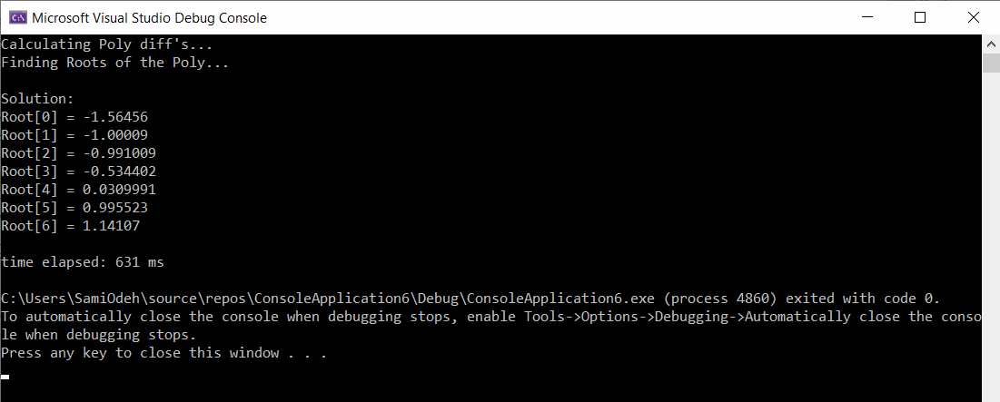 Microsoft Visual Studio Debug Console
Calculating Poly diff's...
Finding Roots of the Poly...
Solution:
Root[0] = -1.56456
Root[1] = -1.00009
Root[2] = -0.991009
Root[3] = -0.534402
Root[4] = 0.0309991
Root[5] = 0.995523
Root[6] = 1.14107
time elapsed: 631 ms
C:\Users\SamiOdeh\source\repos\ConsoleApplication6\Debug\ConsoleApplication6.exe (process 4860) exited with code 0.
To automatically close the console when debugging stops, enable Tools->Options->Debugging->Automatically close the conso
le when debugging stops.
Press any key to close this window . . .